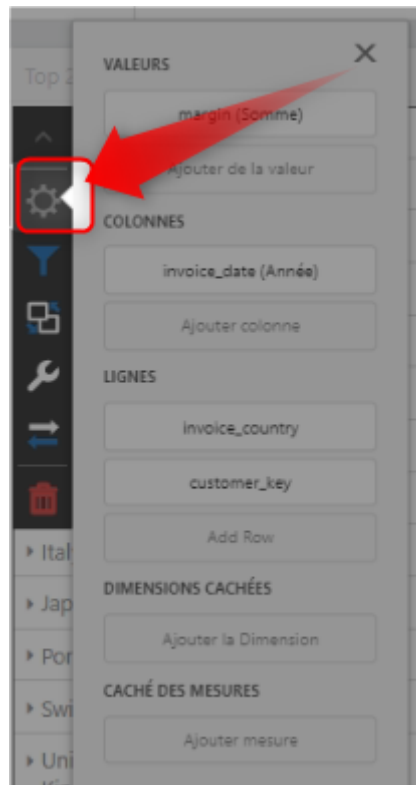 Top 2
VALEURS
margin (Somme)
Ajouter de la valeur
COLONNES
invoice_date (Année)
Ajouter colonne
LIGNES
invoice_country
customer_key
Add Row
DIMENSIONS CACHÉES
Ajouter la Dimension
CACHÉ DES MESURES
Ajouter mesure
Ital
Jap
Por
Swi
Uni